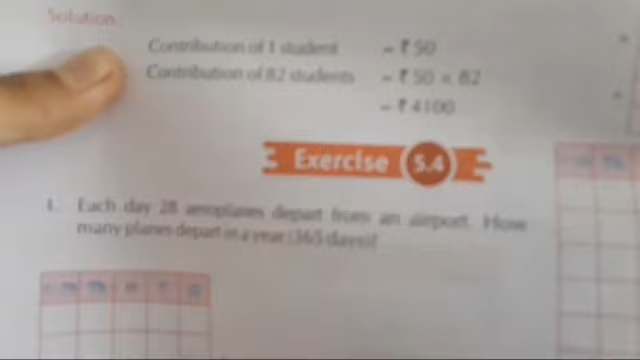 Solution
Contribution of 1 student = ₹ 50
Contribution of 82 students = ₹ 50 × 82
= ₹ 4100
Exercise 5.4
1. Each day 28 aeroplanes depart from an airport. How
many planes depart in a year (365 days)?